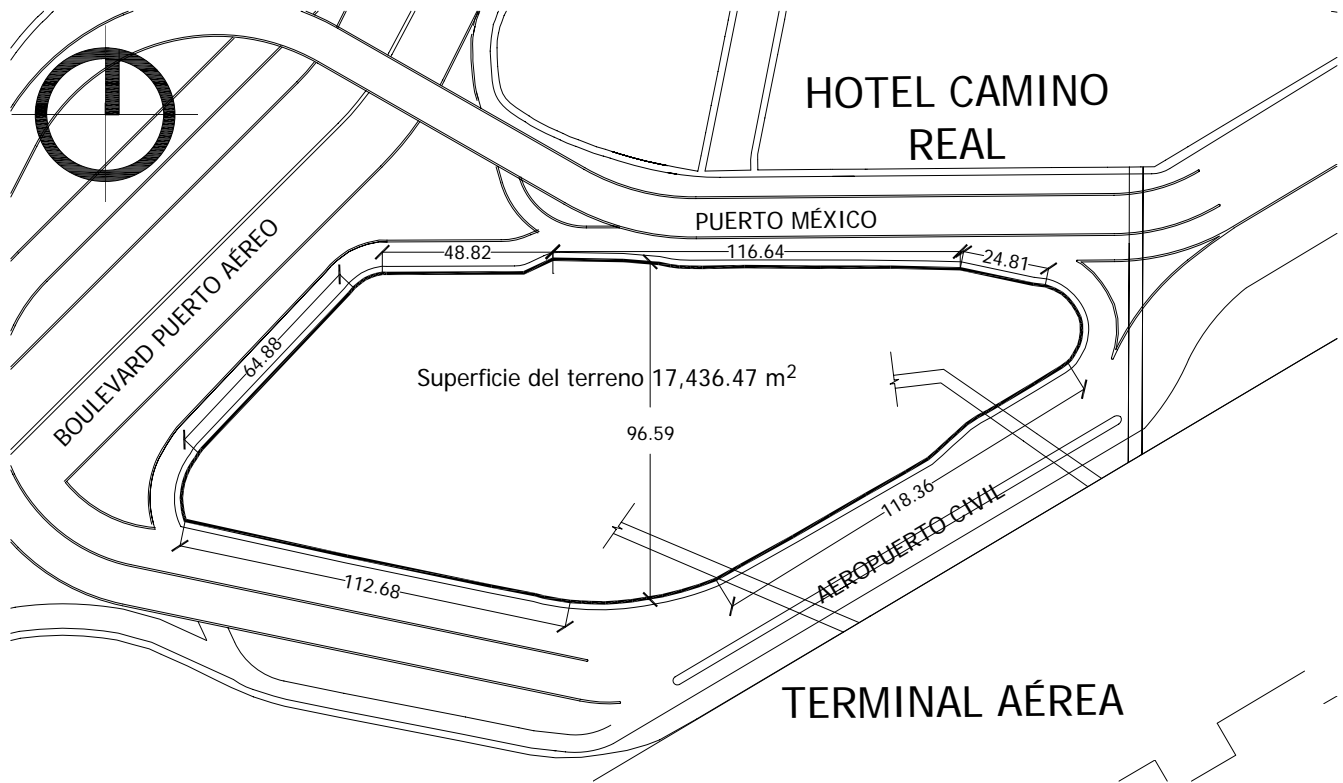 HOTEL CAMINO
REAL
PUERTO MÉXICO
48.82
116.64
24.81
BOULEVARD PUERTO AÉREO
64.88
Superficie del terreno 17,436.47 m²
96.59
118.36
AEROPUERTO CIVIL
112.68
TERMINAL AÉREA